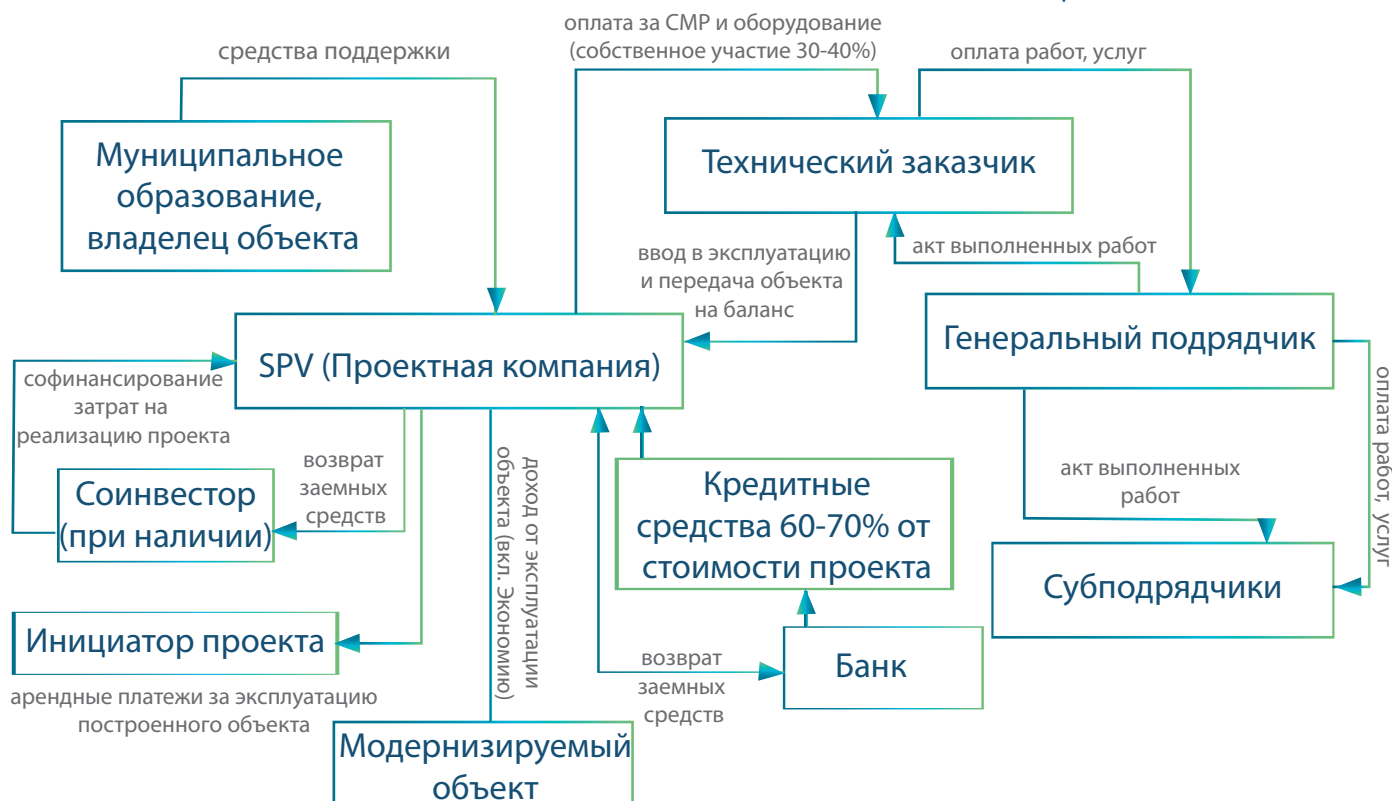 оплата за СМР и оборудование
(собственное участие 30-40%)
средства поддержки
оплата работ, услуг
Муниципальное
образование,
владелец объекта
Технический заказчик
ввод в эксплуатацию
и передача объекта
на баланс
акт выполненных работ
Генеральный подрядчик
SPV (Проектная компания)
софинансирование
затрат на
реализацию проекта
возврат
заемных
средств
Соинвестор
(при наличии)
доход от эксплуатации
объекта (вкл. Экономию)
Кредитные
средства 60-70% от
стоимости проекта
акт выполненных
работ
оплата работ, услуг
Субподрядчики
Инициатор проекта
арендные платежи за эксплуатацию
построенного объекта
возврат
заемных
средств
Банк
Модернизируемый
объект